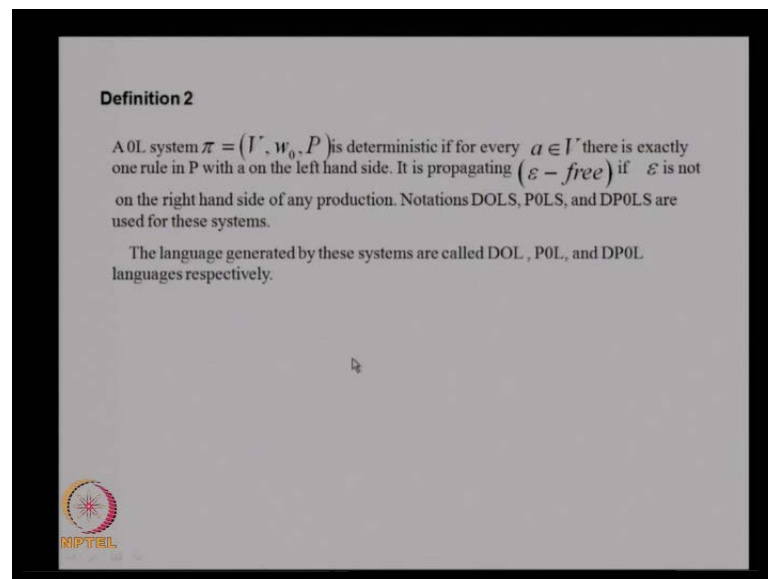 Definition 2
A 0L system π = (V, w₀, P) is deterministic if for every a ∈ V there is exactly
one rule in P with a on the left hand side. It is propagating (ε − free) if ε is not
on the right hand side of any production. Notations DOLS, P0LS, and DP0LS are
used for these systems.
The language generated by these systems are called DOL , P0L, and DP0L
languages respectively.
NPTEL